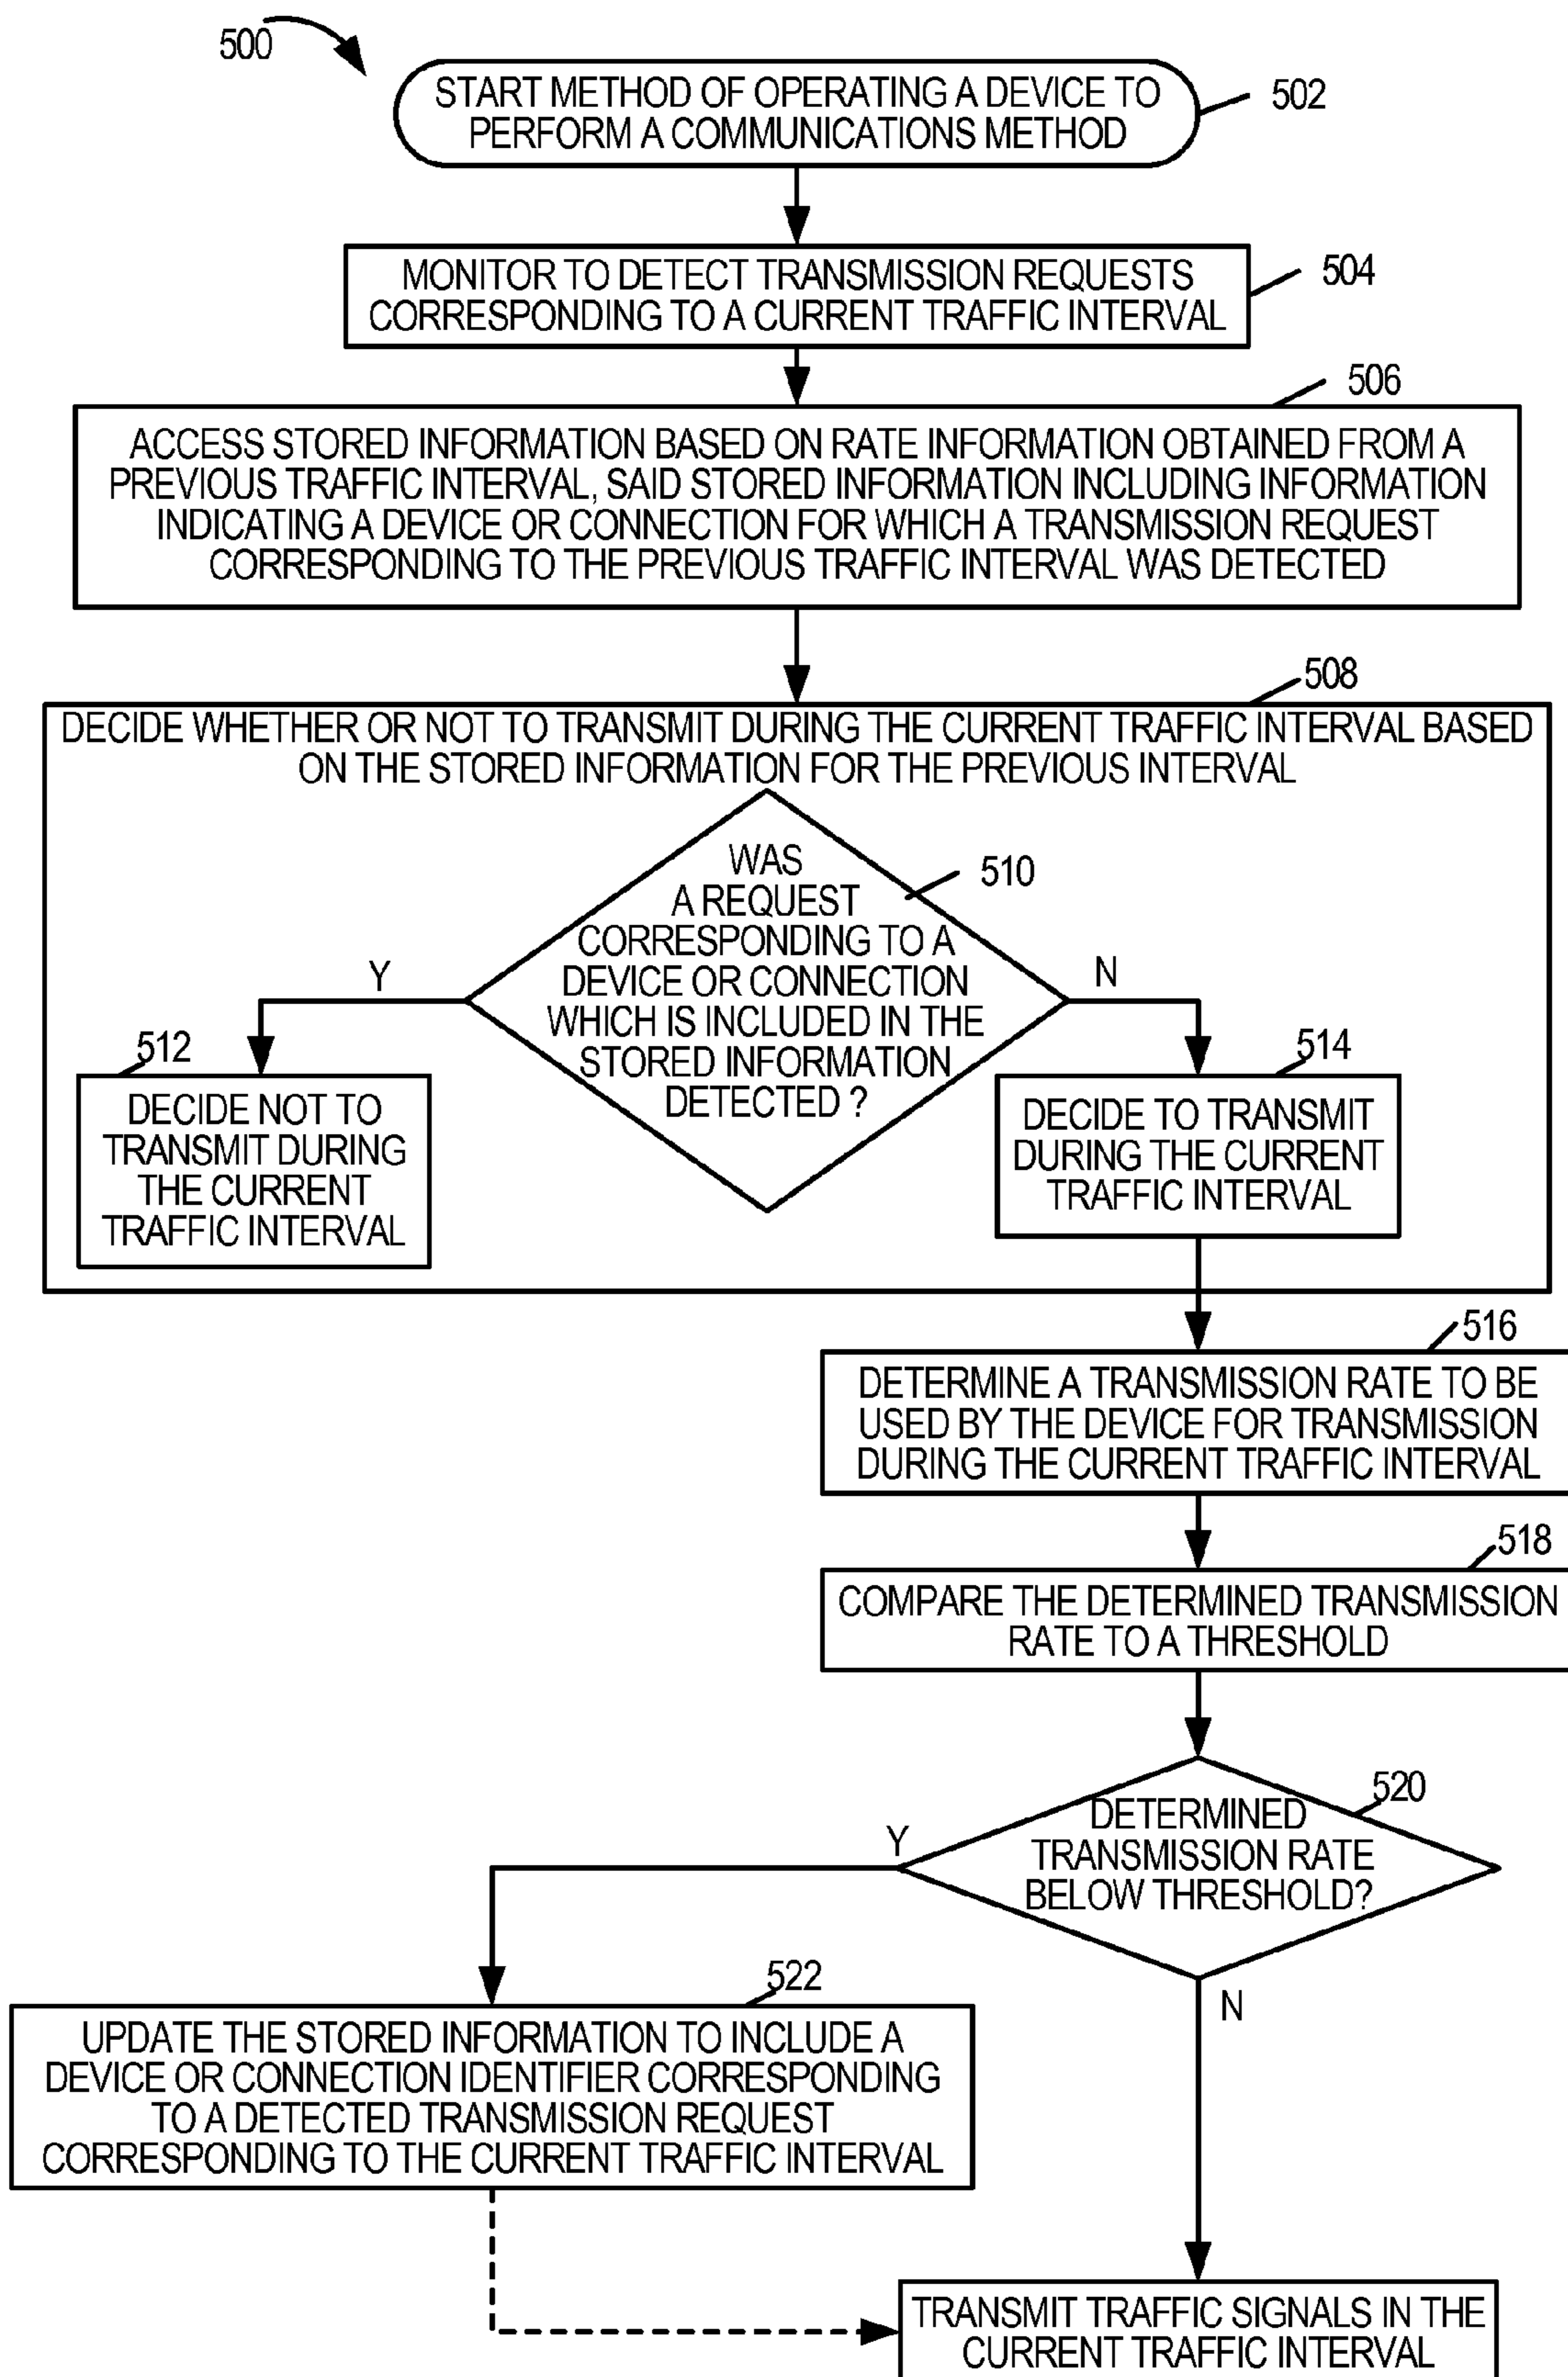 500
START METHOD OF OPERATING A DEVICE TO
PERFORM A COMMUNICATIONS METHOD
502
MONITOR TO DETECT TRANSMISSION REQUESTS
CORRESPONDING TO A CURRENT TRAFFIC INTERVAL
504
506
ACCESS STORED INFORMATION BASED ON RATE INFORMATION OBTAINED FROM A
PREVIOUS TRAFFIC INTERVAL, SAID STORED INFORMATION INCLUDING INFORMATION
INDICATING A DEVICE OR CONNECTION FOR WHICH A TRANSMISSION REQUEST
CORRESPONDING TO THE PREVIOUS TRAFFIC INTERVAL WAS DETECTED
508
DECIDE WHETHER OR NOT TO TRANSMIT DURING THE CURRENT TRAFFIC INTERVAL BASED
ON THE STORED INFORMATION FOR THE PREVIOUS INTERVAL
WAS
A REQUEST
CORRESPONDING TO A
DEVICE OR CONNECTION
WHICH IS INCLUDED IN THE
STORED INFORMATION
DETECTED ?
510
Y
N
512
DECIDE NOT TO
TRANSMIT DURING
THE CURRENT
TRAFFIC INTERVAL
514
DECIDE TO TRANSMIT
DURING THE CURRENT
TRAFFIC INTERVAL
516
DETERMINE A TRANSMISSION RATE TO BE
USED BY THE DEVICE FOR TRANSMISSION
DURING THE CURRENT TRAFFIC INTERVAL
518
COMPARE THE DETERMINED TRANSMISSION
RATE TO A THRESHOLD
520
DETERMINED
TRANSMISSION RATE
BELOW THRESHOLD?
Y
N
522
UPDATE THE STORED INFORMATION TO INCLUDE A
DEVICE OR CONNECTION IDENTIFIER CORRESPONDING
TO A DETECTED TRANSMISSION REQUEST
CORRESPONDING TO THE CURRENT TRAFFIC INTERVAL
TRANSMIT TRAFFIC SIGNALS IN THE
CURRENT TRAFFIC INTERVAL